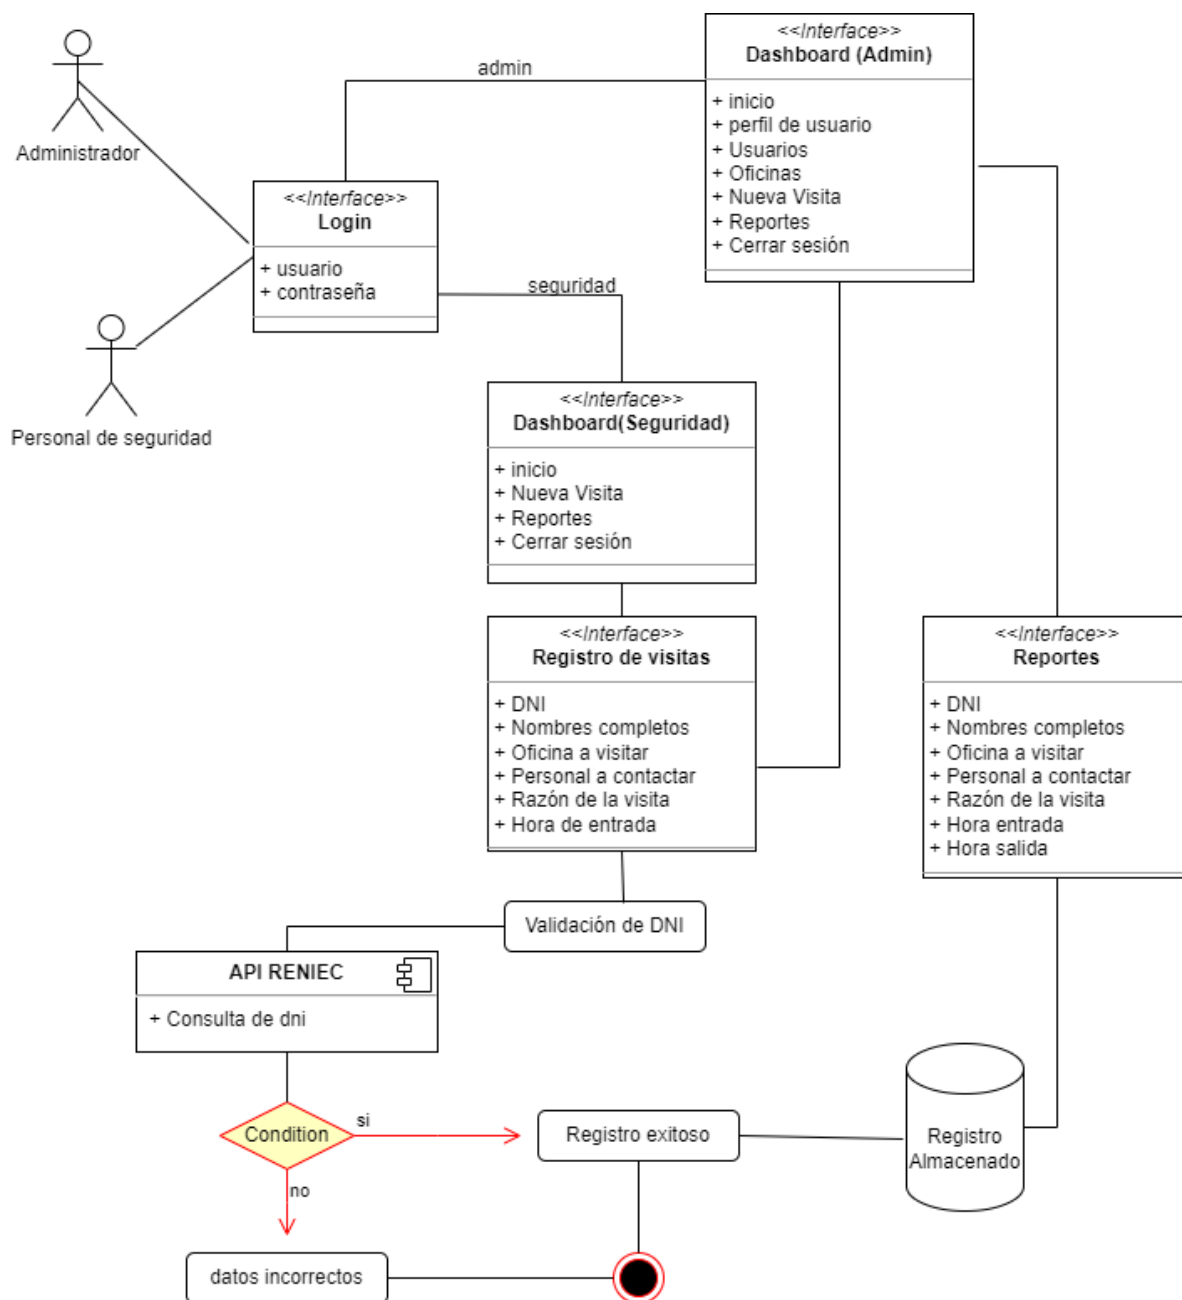 <<Interface>>
Dashboard (Admin)
+ inicio
+ perfil de usuario
+ Usuarios
+ Oficinas
+ Nueva Visita
+ Reportes
+ Cerrar sesión
admin
Administrador
<<Interface>>
Login
+ usuario
+ contraseña
seguridad
Personal de seguridad
<<Interface>>
Dashboard(Seguridad)
+ inicio
+ Nueva Visita
+ Reportes
+ Cerrar sesión
<<Interface>>
Registro de visitas
+ DNI
+ Nombres completos
+ Oficina a visitar
+ Personal a contactar
+ Razón de la visita
+ Hora de entrada
<<Interface>>
Reportes
+ DNI
+ Nombres completos
+ Oficina a visitar
+ Personal a contactar
+ Razón de la visita
+ Hora entrada
+ Hora salida
Validación de DNI
API RENIEC
+ Consulta de dni
Condition
si
no
Registro exitoso
Registro
Almacenado
datos incorrectos